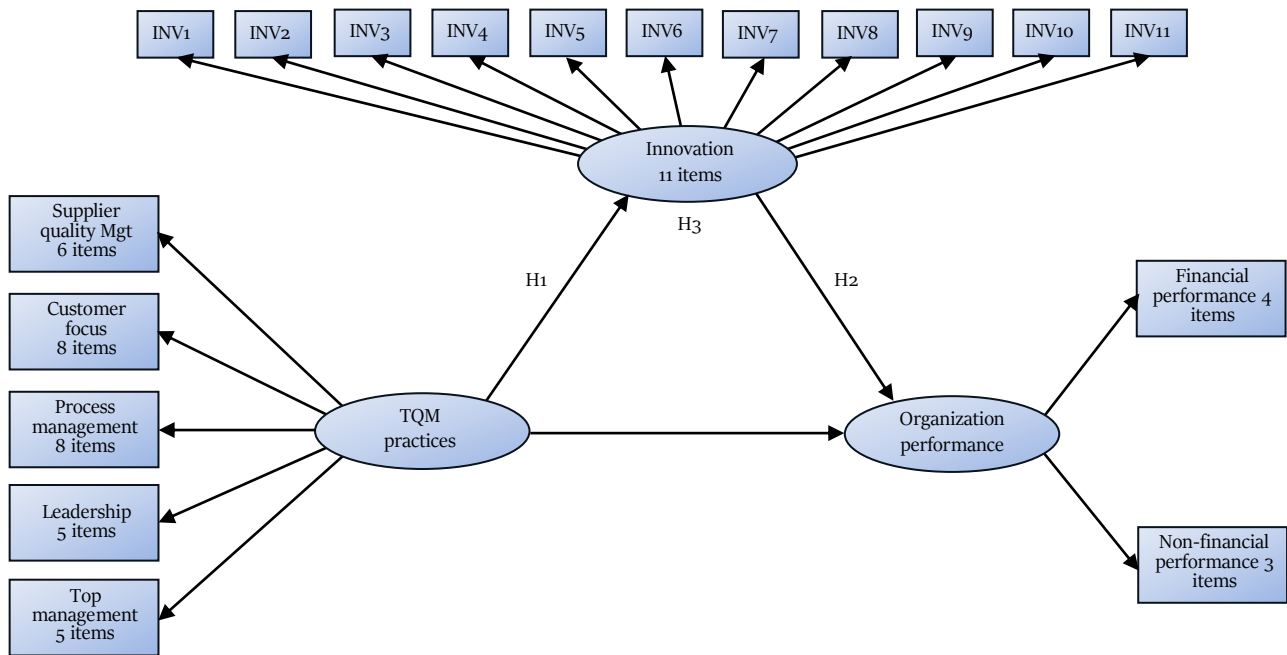 INV1
INV2
INV3
INV4
INV5
INV6
INV7
INV8
INV9
INV10
INV11
Innovation
11 items
H3
H1
H2
Supplier
quality Mgt
6 items
Customer
focus
8 items
Process
management
8 items
Leadership
5 items
Top
management
5 items
TQM
practices
Organization
performance
Financial
performance 4
items
Non-financial
performance 3
items